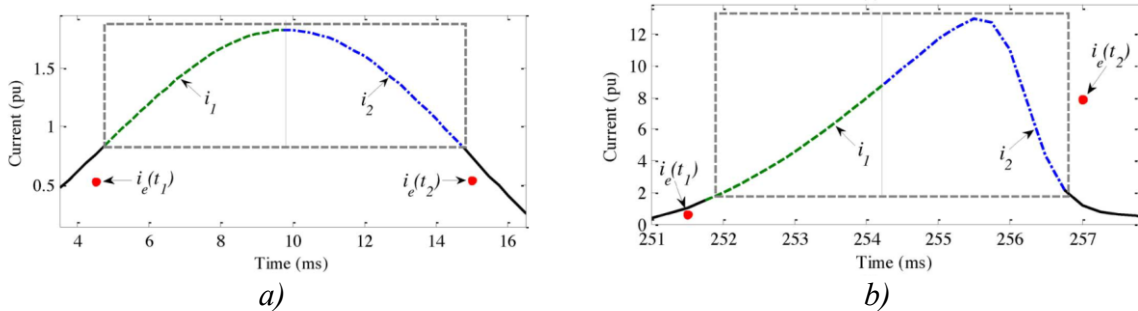 Current (pu)
1.5
1
0.5
4 6 8 10 12 14 16
Time (ms)
i1
i2
ie(t1)
ie(t2)
a)
Current (pu)
12
10
8
6
4
2
0
251 252 253 254 255 256 257
Time (ms)
ie(t1)
i1
i2
ie(t2)
b)